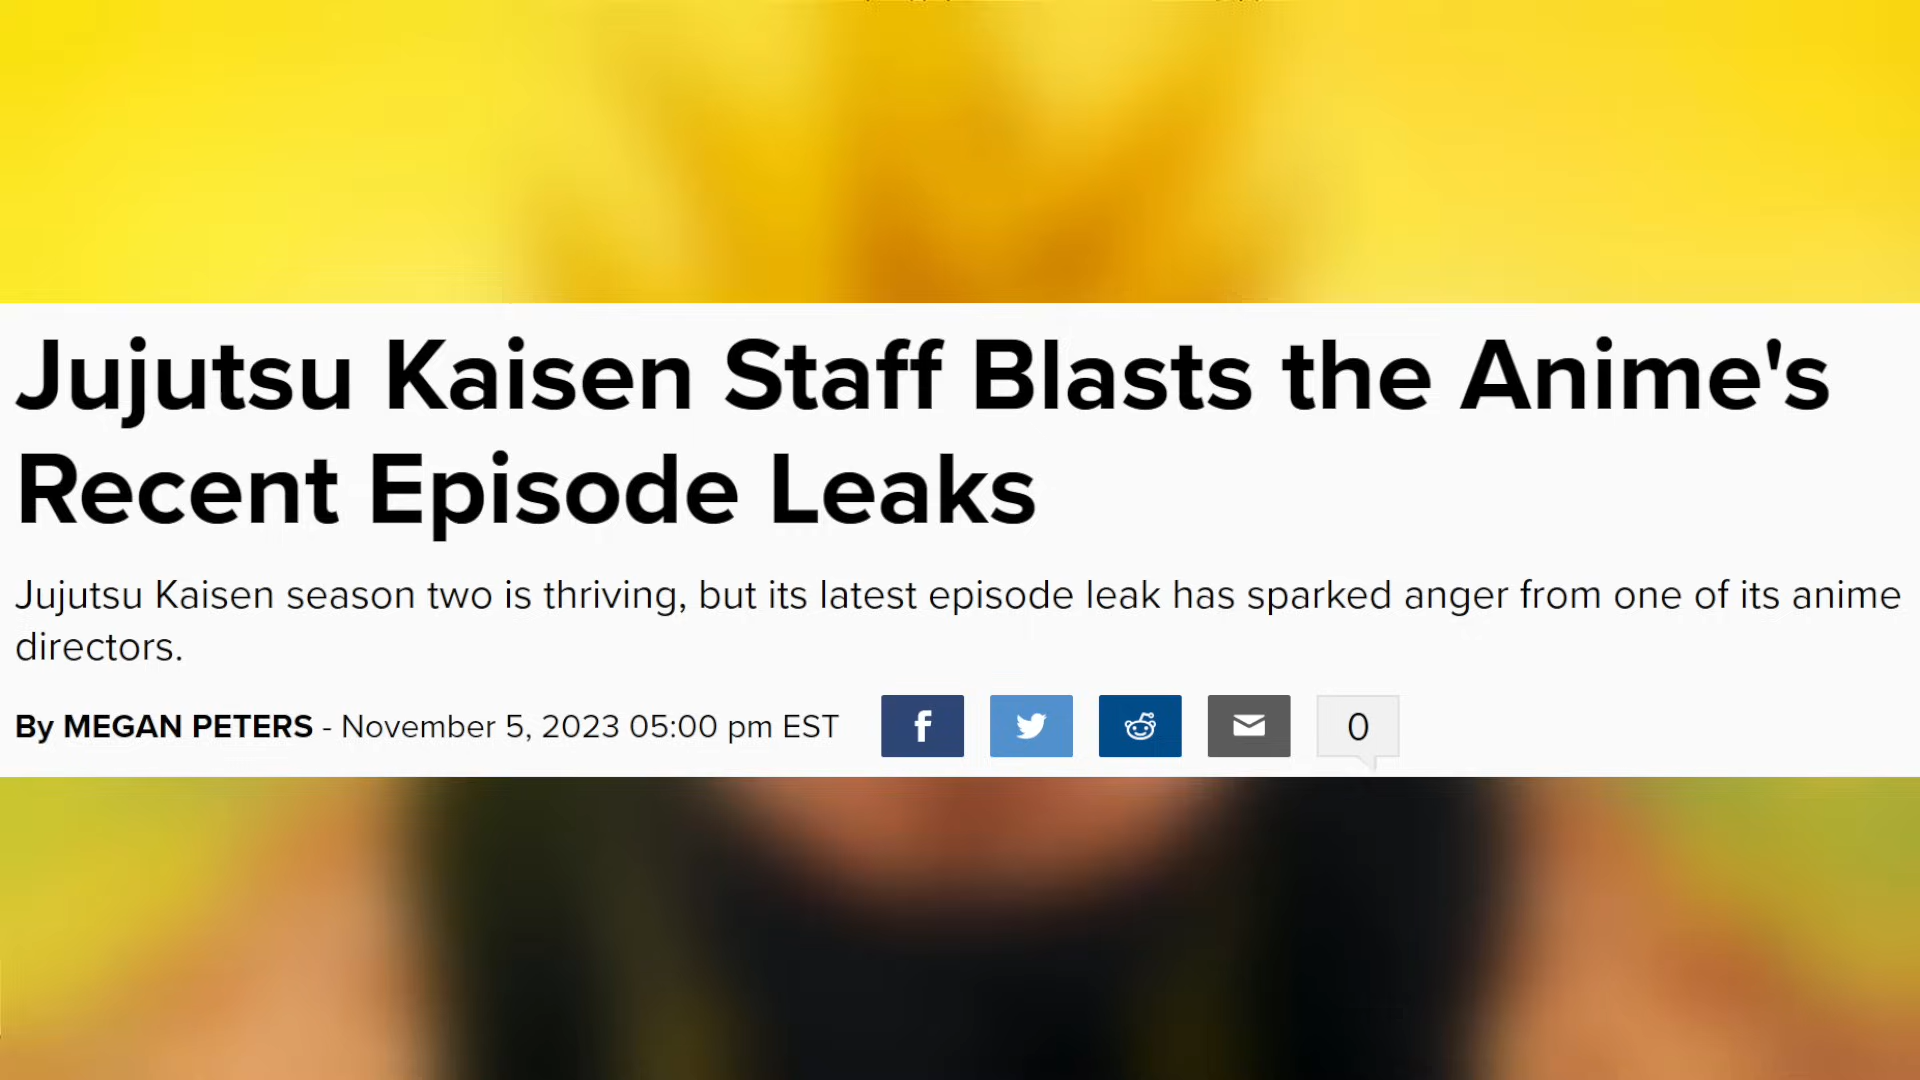 Jujutsu Kaisen Staff Blasts the Anime's
Recent Episode Leaks
Jujutsu Kaisen season two is thriving, but its latest episode leak has sparked anger from one of its anime
directors.
By MEGAN PETERS - November 5, 2023 05:00 pm EST
0